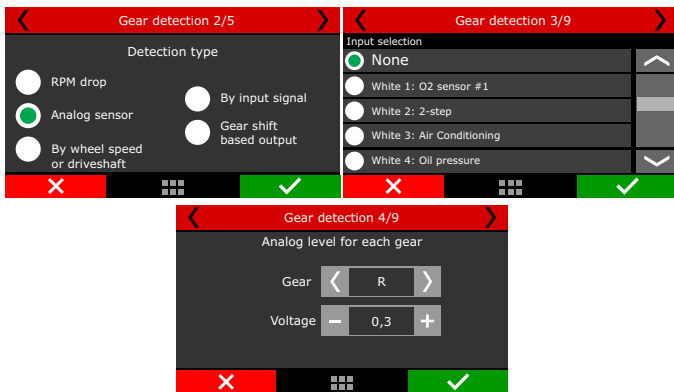 Gear detection 2/5
Detection type
RPM drop
Analog sensor
By wheel speed
or driveshaft
By input signal
Gear shift
based output
Gear detection 3/9
Input selection
None
White 1: O2 sensor #1
White 2: 2-step
White 3: Air Conditioning
White 4: Oil pressure
Gear detection 4/9
Analog level for each gear
Gear
R
Voltage
0,3